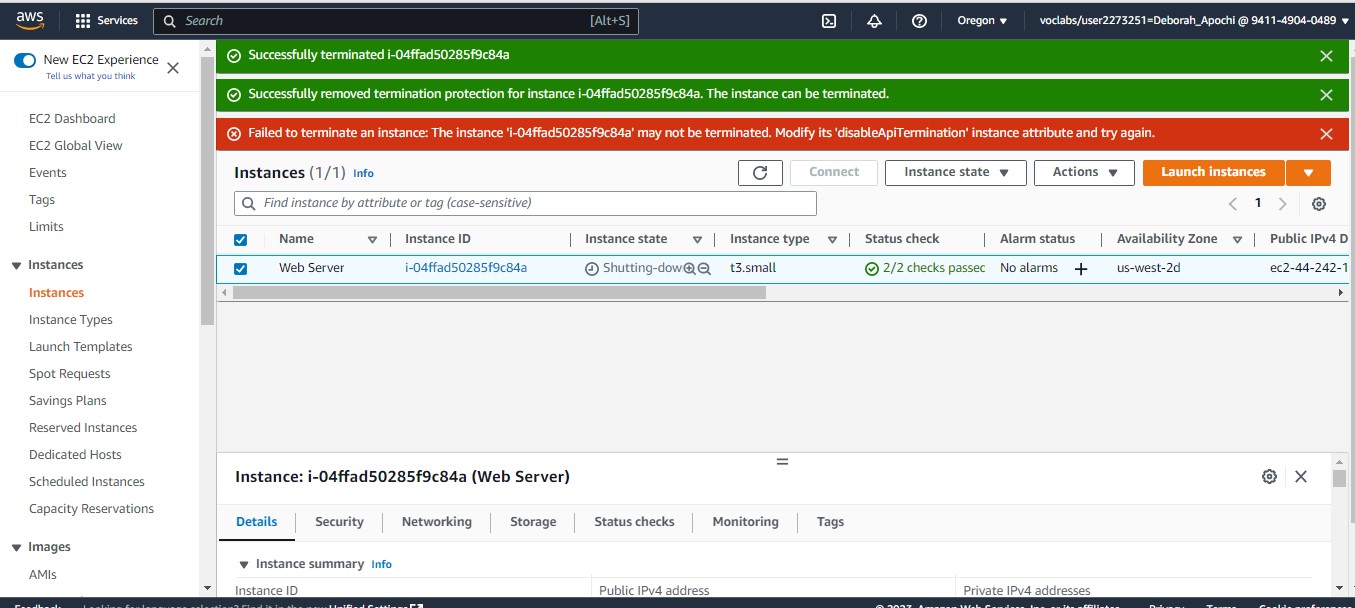 aws
Services
Search
[Alt+S]
Oregon
voclabs/user2273251=Deborah_Apochi @ 9411-4904-0489
New EC2 Experience
Tell us what you think
EC2 Dashboard
EC2 Global View
Events
Tags
Limits
Instances
Instances
Instance Types
Launch Templates
Spot Requests
Savings Plans
Reserved Instances
Dedicated Hosts
Scheduled Instances
Capacity Reservations
Images
AMIs
Successfully terminated i-04ffad50285f9c84a
Successfully removed termination protection for instance i-04ffad50285f9c84a. The instance can be terminated.
Failed to terminate an instance: The instance 'i-04ffad50285f9c84a' may not be terminated. Modify its 'disableApiTermination' instance attribute and try again.
Instances (1/1) Info
Connect
Instance state
Actions
Launch instances
Find instance by attribute or tag (case-sensitive)
1
Name Instance ID Instance state Instance type Status check Alarm status Availability Zone Public IPv4 D
Web Server i-04ffad50285f9c84a Shutting-dow t3.small 2/2 checks passec No alarms us-west-2d ec2-44-242-1
Instance: i-04ffad50285f9c84a (Web Server)
Details Security Networking Storage Status checks Monitoring Tags
Instance summary Info
Instance ID Public IPv4 address Private IPv4 addresses
Feedback Looking for language selection? Find it in the new Unified Settings © 2023, Amazon Web Services, Inc. or its affiliates. Privacy Terms Cookie preferences